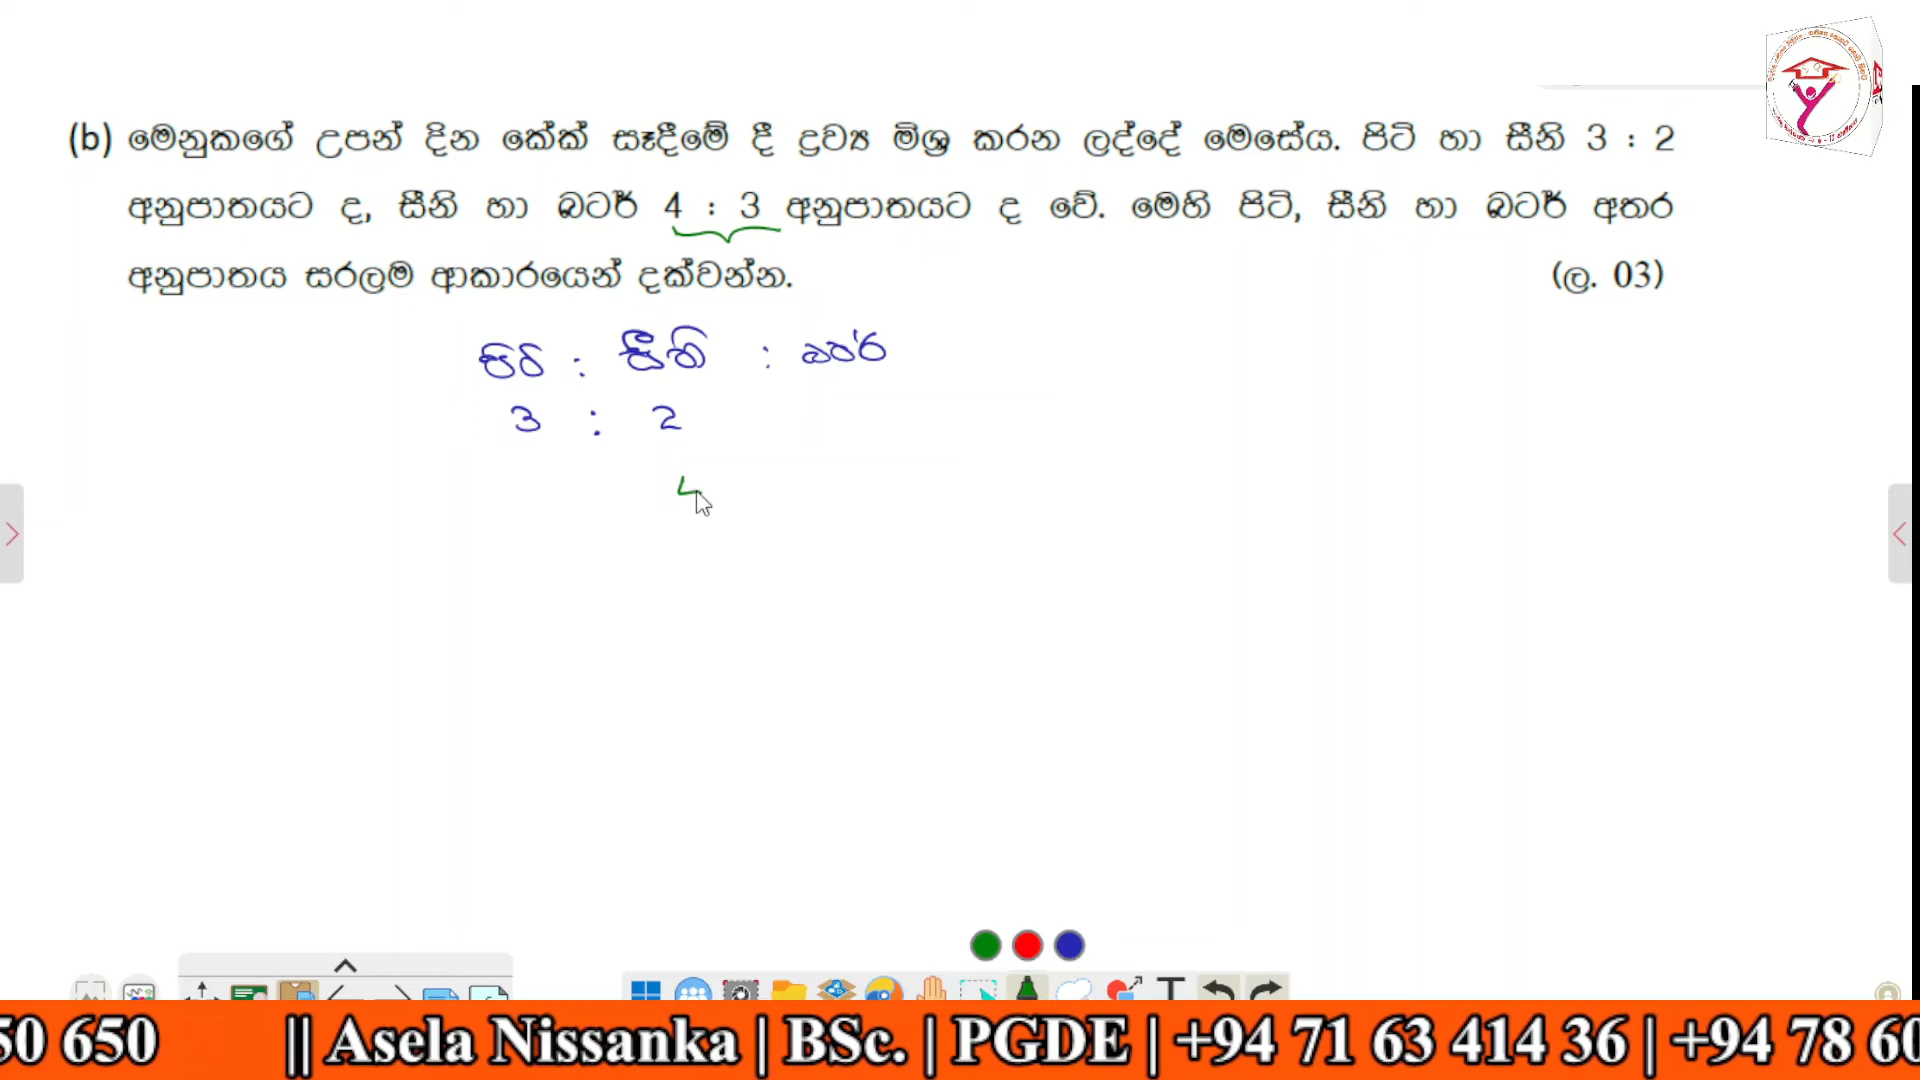 (b) මෙනුකගේ උපන් දින කේක් සෑදීමේ දී ද්‍රව්‍ය මිශ්‍ර කරන ලද්දේ මෙසේය. පිටි හා සීනි 3 : 2
අනුපාතයට ද, සීනි හා බටර් 4 : 3 අනුපාතයට ද වේ. මෙහි පිටි, සීනි හා බටර් අතර
අනුපාතය සරලම ආකාරයෙන් දක්වන්න. (ල. 03)
පිටි : සීනි : බටර්
3 : 2
50 650 || Asela Nissanka | BSc. | PGDE | +94 71 63 414 36 | +94 78 60